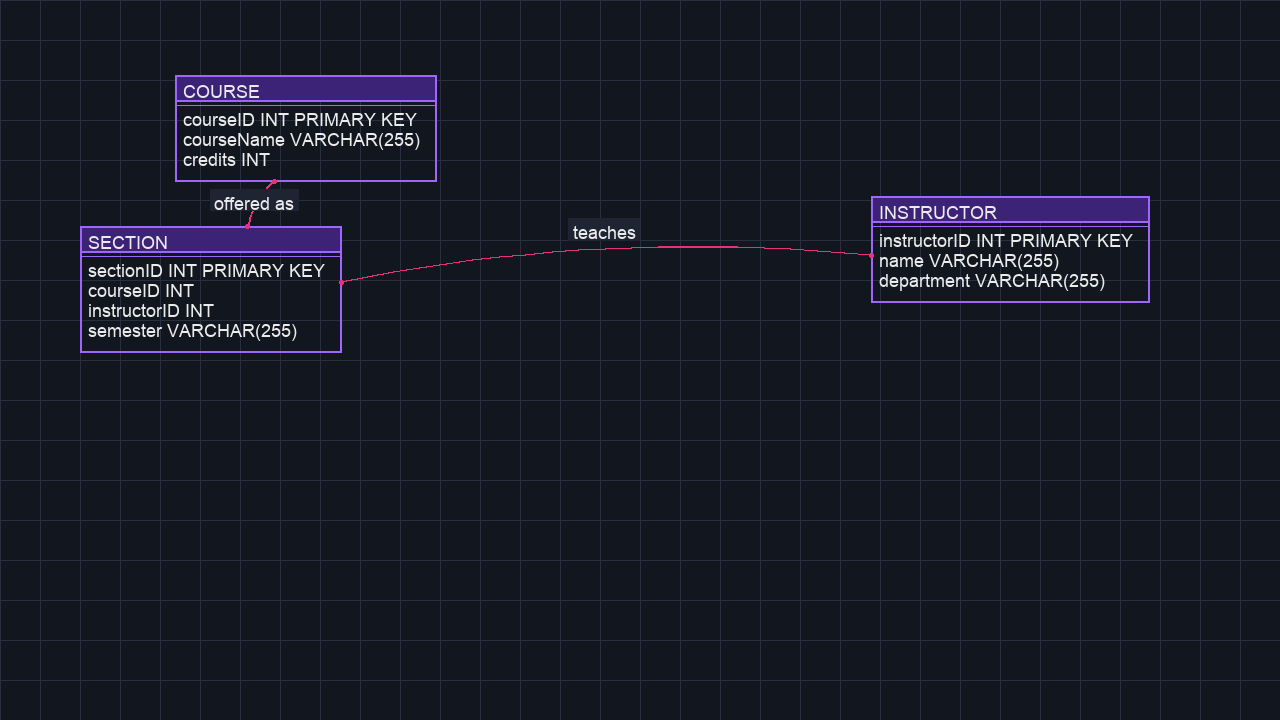 COURSE
courseID INT PRIMARY KEY
courseName VARCHAR(255)
credits INT
offered as
SECTION
sectionID INT PRIMARY KEY
courseID INT
instructorID INT
semester VARCHAR(255)
teaches
INSTRUCTOR
instructorID INT PRIMARY KEY
name VARCHAR(255)
department VARCHAR(255)